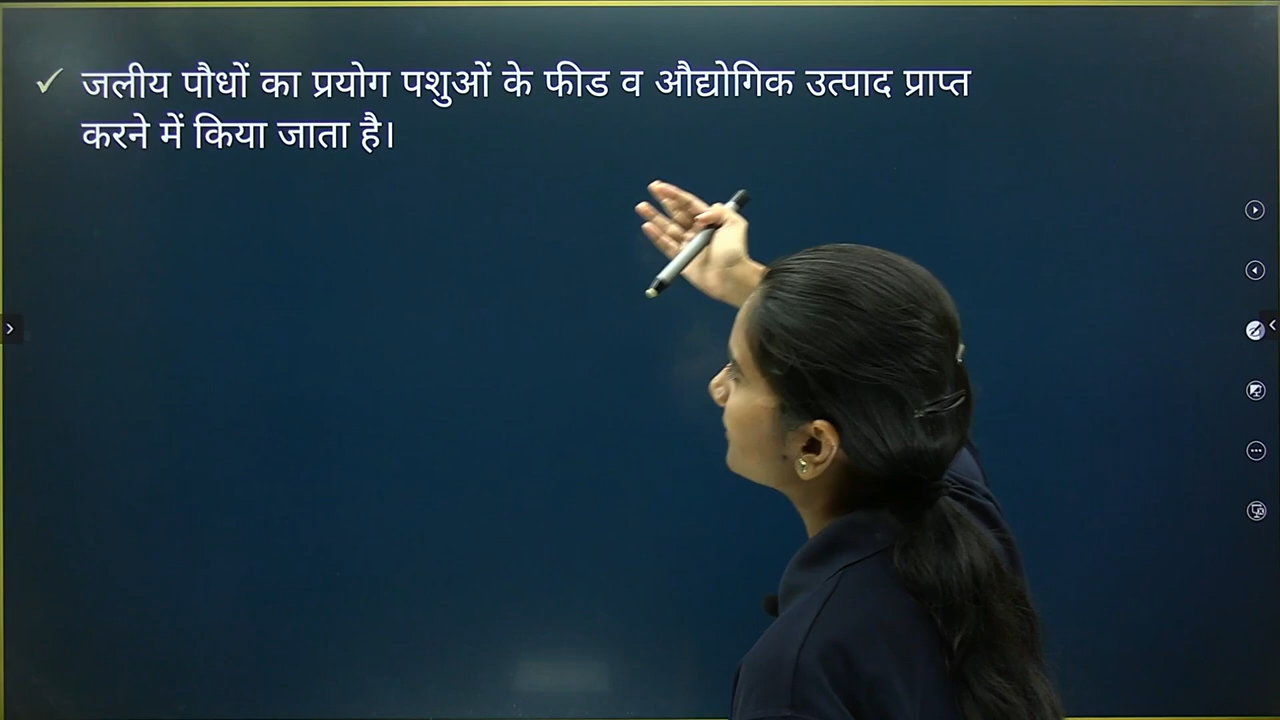 ✓ जलीय पौधों का प्रयोग पशुओं के फीड व औद्योगिक उत्पाद प्राप्त
करने में किया जाता है।